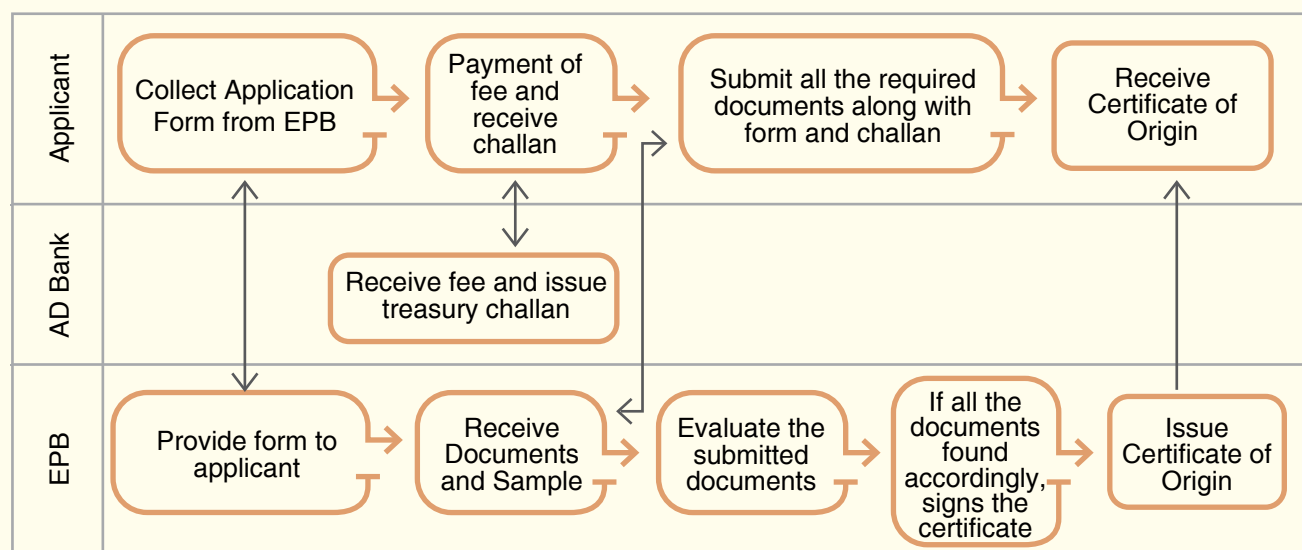 Applicant
Collect Application
Form from EPB
Payment of
fee and
receive
challan
Submit all the required
documents along with
form and challan
Receive
Certificate of
Origin
AD Bank
Receive fee and issue
treasury challan
EPB
Provide form to
applicant
Receive
Documents
and Sample
Evaluate the
submitted
documents
If all the
documents
found
accordingly,
signs the
certificate
Issue
Certificate of
Origin